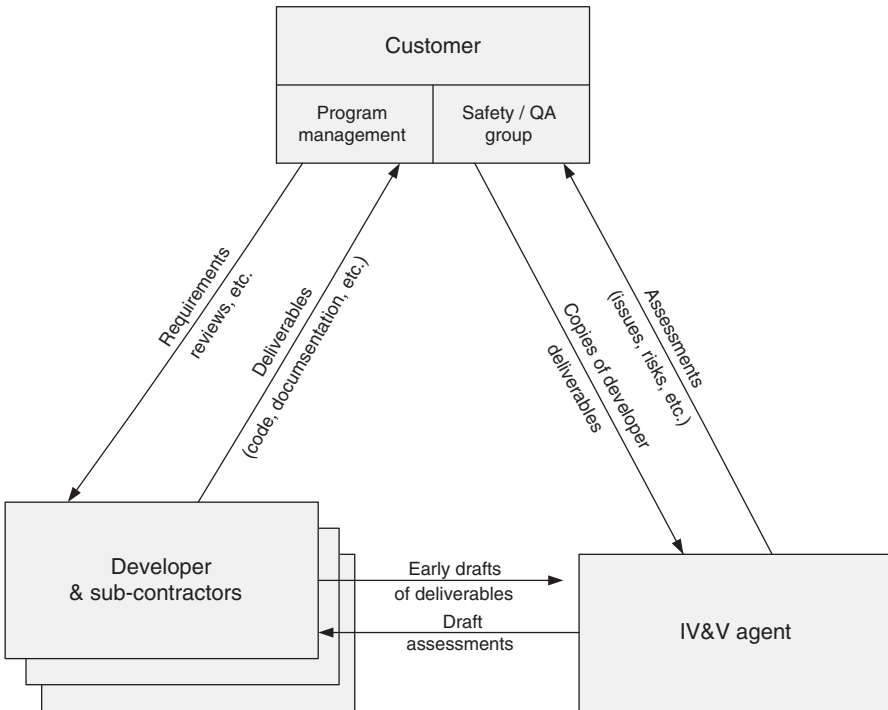 Customer
Program
management
Safety / QA
group
Requirements
reviews, etc.
Deliverables
(code, documsentation, etc.)
Copies of developer
deliverables
Assessments
(issues, risks, etc.)
Developer
& sub-contractors
Early drafts
of deliverables
Draft
assessments
IV&V agent